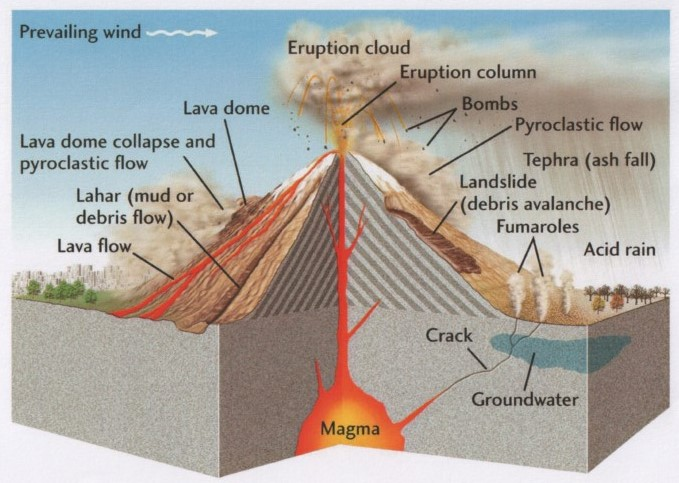 Prevailing wind
Eruption cloud
Eruption column
Bombs
Lava dome
Pyroclastic flow
Lava dome collapse and
pyroclastic flow
Tephra (ash fall)
Landslide
(debris avalanche)
Lahar (mud or
debris flow)
Fumaroles
Lava flow
Acid rain
Crack
Groundwater
Magma